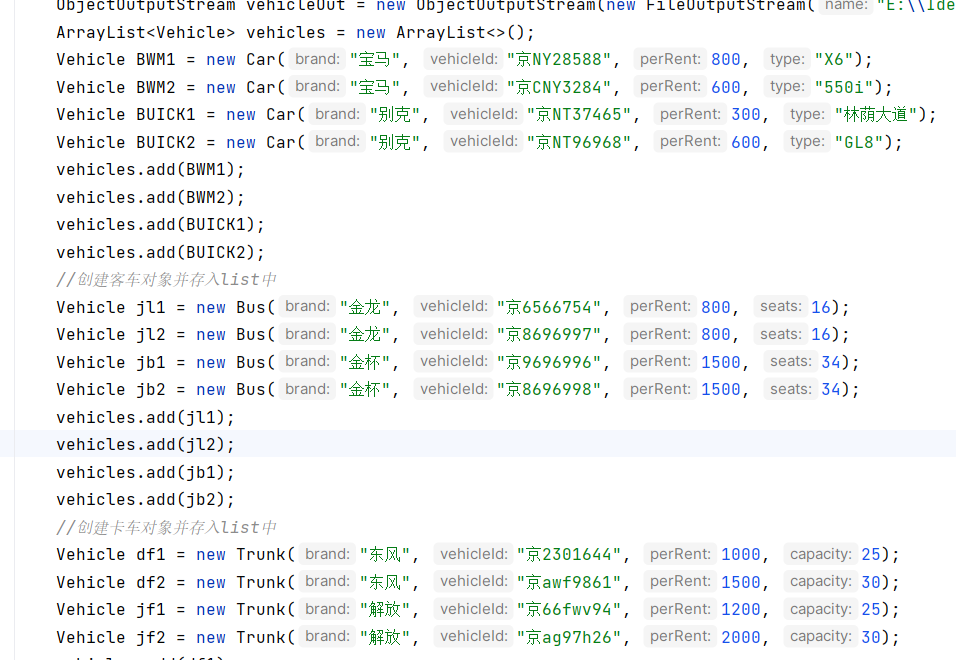 ObjectOutputStream vehicleOut = new ObjectOutputStream(new FileOutputStream( name: "E:\\Ide
ArrayList<Vehicle> vehicles = new ArrayList<>();
Vehicle BWM1 = new Car( brand: "宝马", vehicleId: "京NY28588", perRent: 800, type: "X6");
Vehicle BWM2 = new Car( brand: "宝马", vehicleId: "京CNY3284", perRent: 600, type: "550i");
Vehicle BUICK1 = new Car( brand: "别克", vehicleId: "京NT37465", perRent: 300, type: "林荫大道");
Vehicle BUICK2 = new Car( brand: "别克", vehicleId: "京NT96968", perRent: 600, type: "GL8");
vehicles.add(BWM1);
vehicles.add(BWM2);
vehicles.add(BUICK1);
vehicles.add(BUICK2);
//创建客车对象并存入list中
Vehicle jl1 = new Bus( brand: "金龙", vehicleId: "京6566754", perRent: 800, seats: 16);
Vehicle jl2 = new Bus( brand: "金龙", vehicleId: "京8696997", perRent: 800, seats: 16);
Vehicle jb1 = new Bus( brand: "金杯", vehicleId: "京9696996", perRent: 1500, seats: 34);
Vehicle jb2 = new Bus( brand: "金杯", vehicleId: "京8696998", perRent: 1500, seats: 34);
vehicles.add(jl1);
vehicles.add(jl2);
vehicles.add(jb1);
vehicles.add(jb2);
//创建卡车对象并存入list中
Vehicle df1 = new Trunk( brand: "东风", vehicleId: "京2301644", perRent: 1000, capacity: 25);
Vehicle df2 = new Trunk( brand: "东风", vehicleId: "京awf9861", perRent: 1500, capacity: 30);
Vehicle jf1 = new Trunk( brand: "解放", vehicleId: "京66fwv94", perRent: 1200, capacity: 25);
Vehicle jf2 = new Trunk( brand: "解放", vehicleId: "京ag97h26", perRent: 2000, capacity: 30);